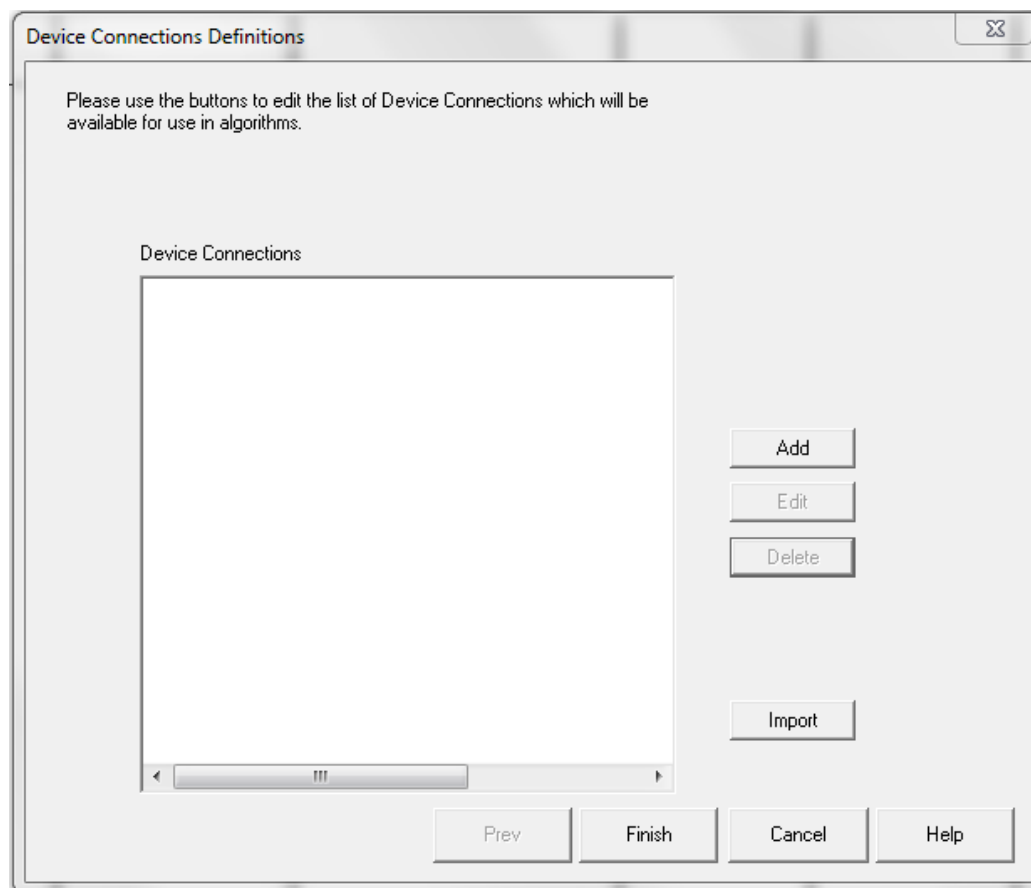 Device Connections Definitions
Please use the buttons to edit the list of Device Connections which will be
available for use in algorithms.
Device Connections
Add
Edit
Delete
Import
Prev
Finish
Cancel
Help